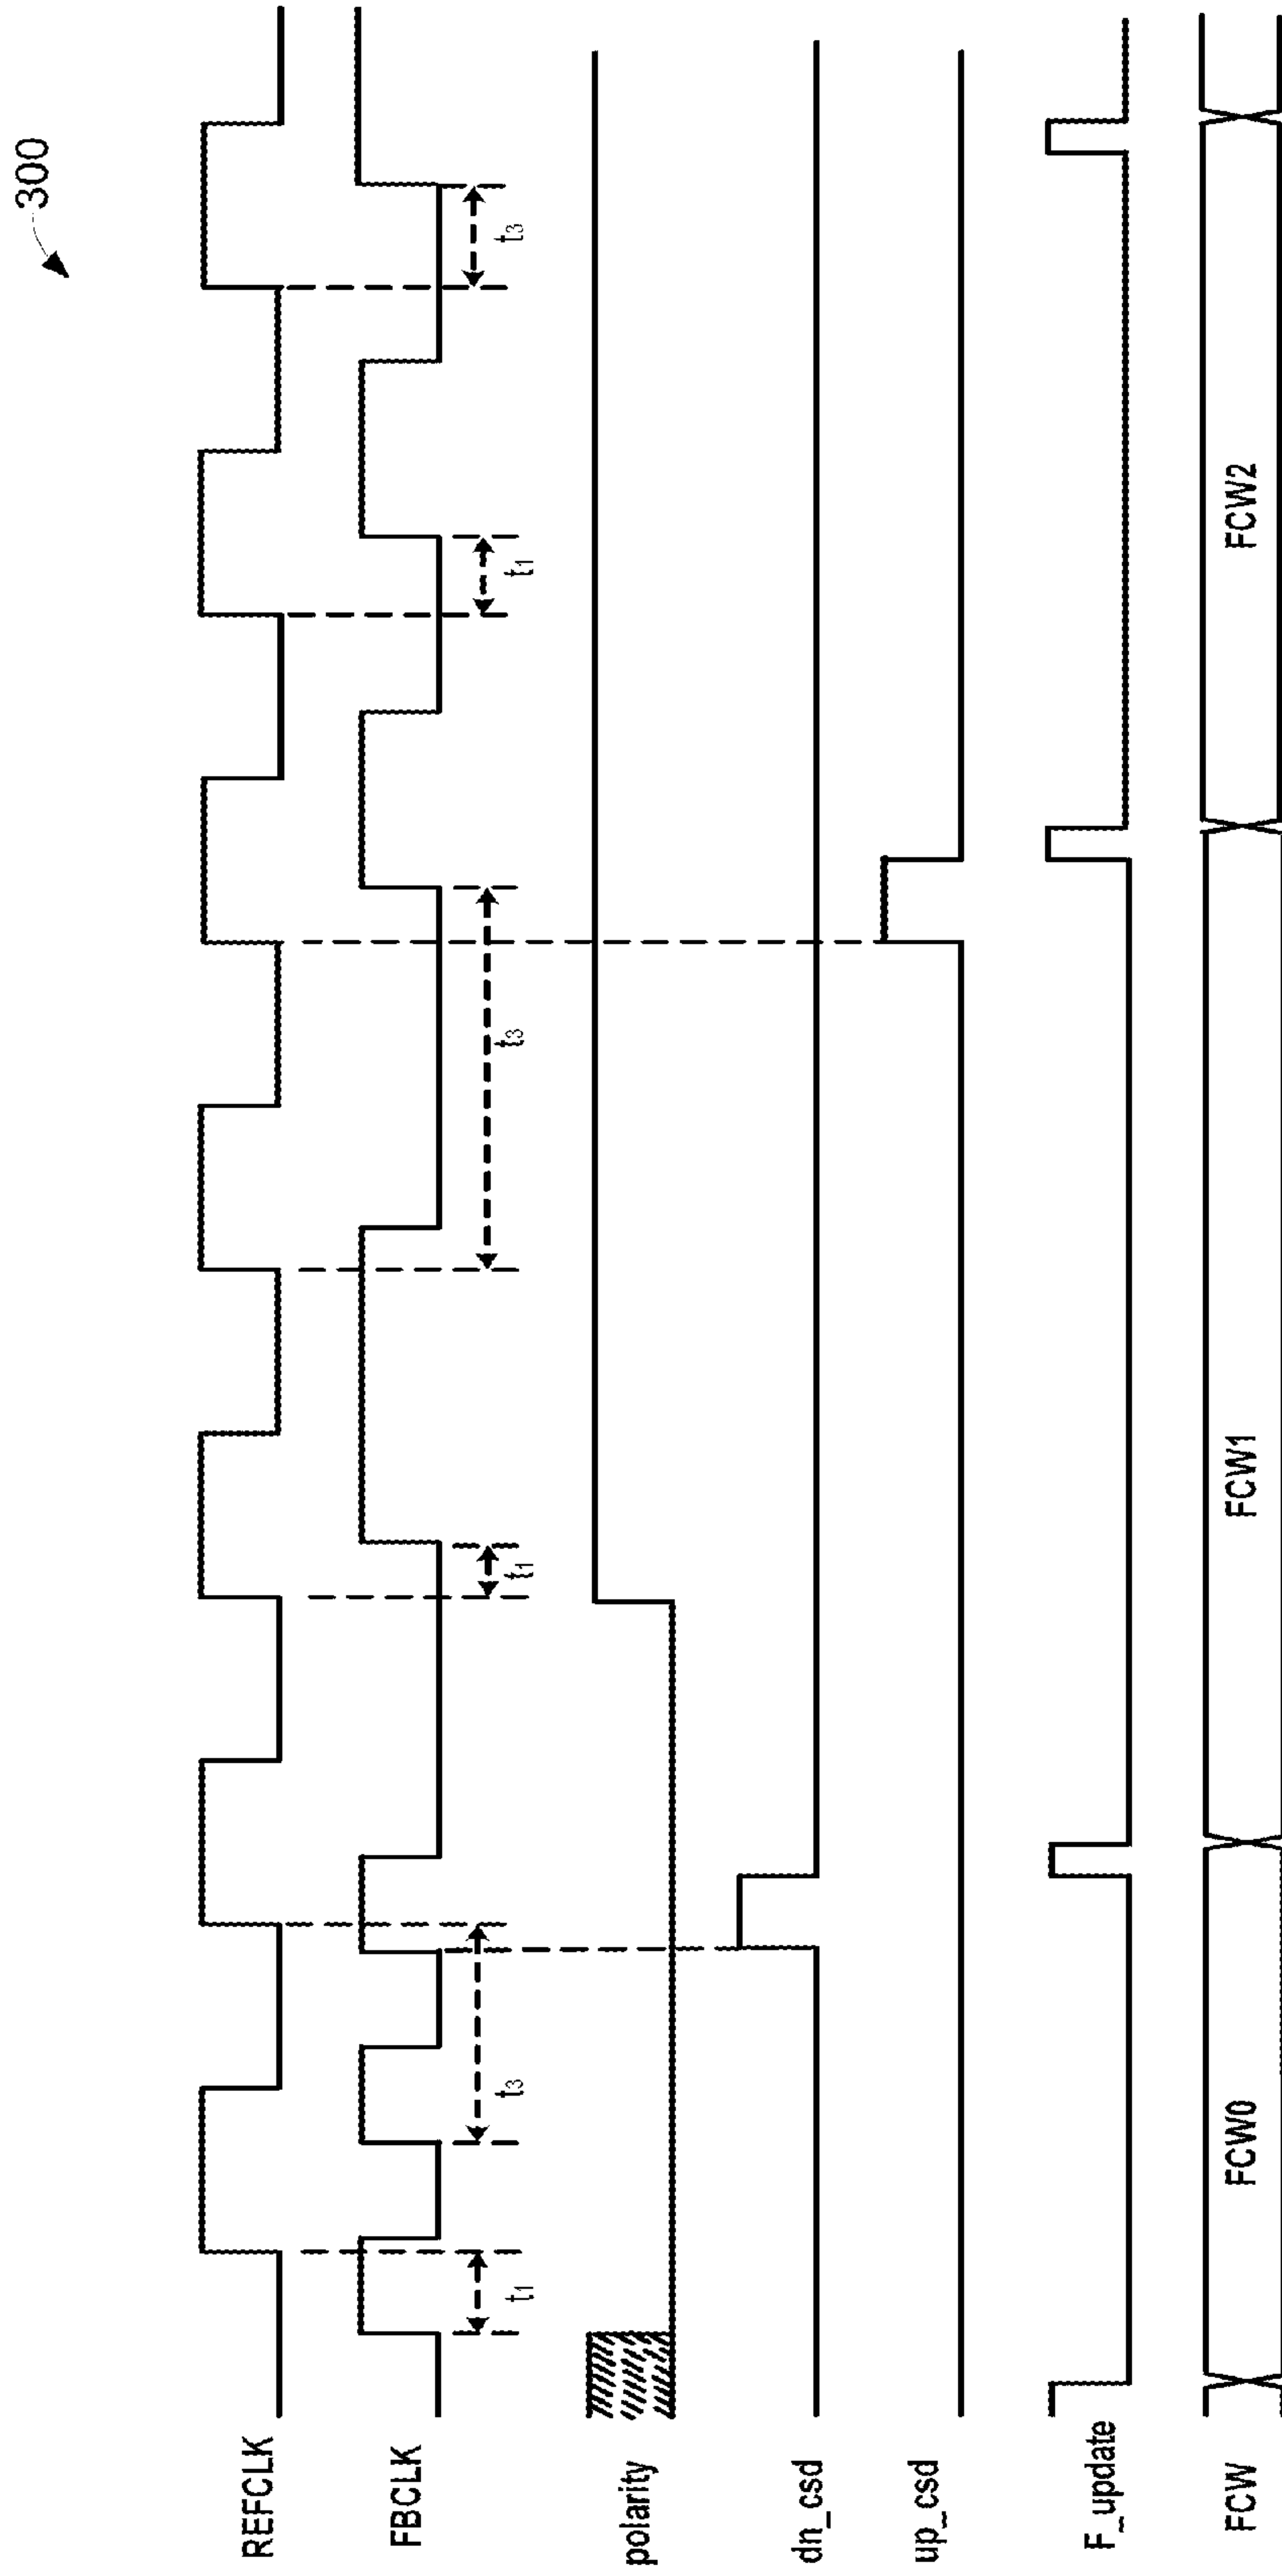 300
REFCLK
FBCLK
t1 t3 t1 t3 t1 t3
polarity
dn_csd
up_csd
F_update
FCW FCW0 FCW1 FCW2